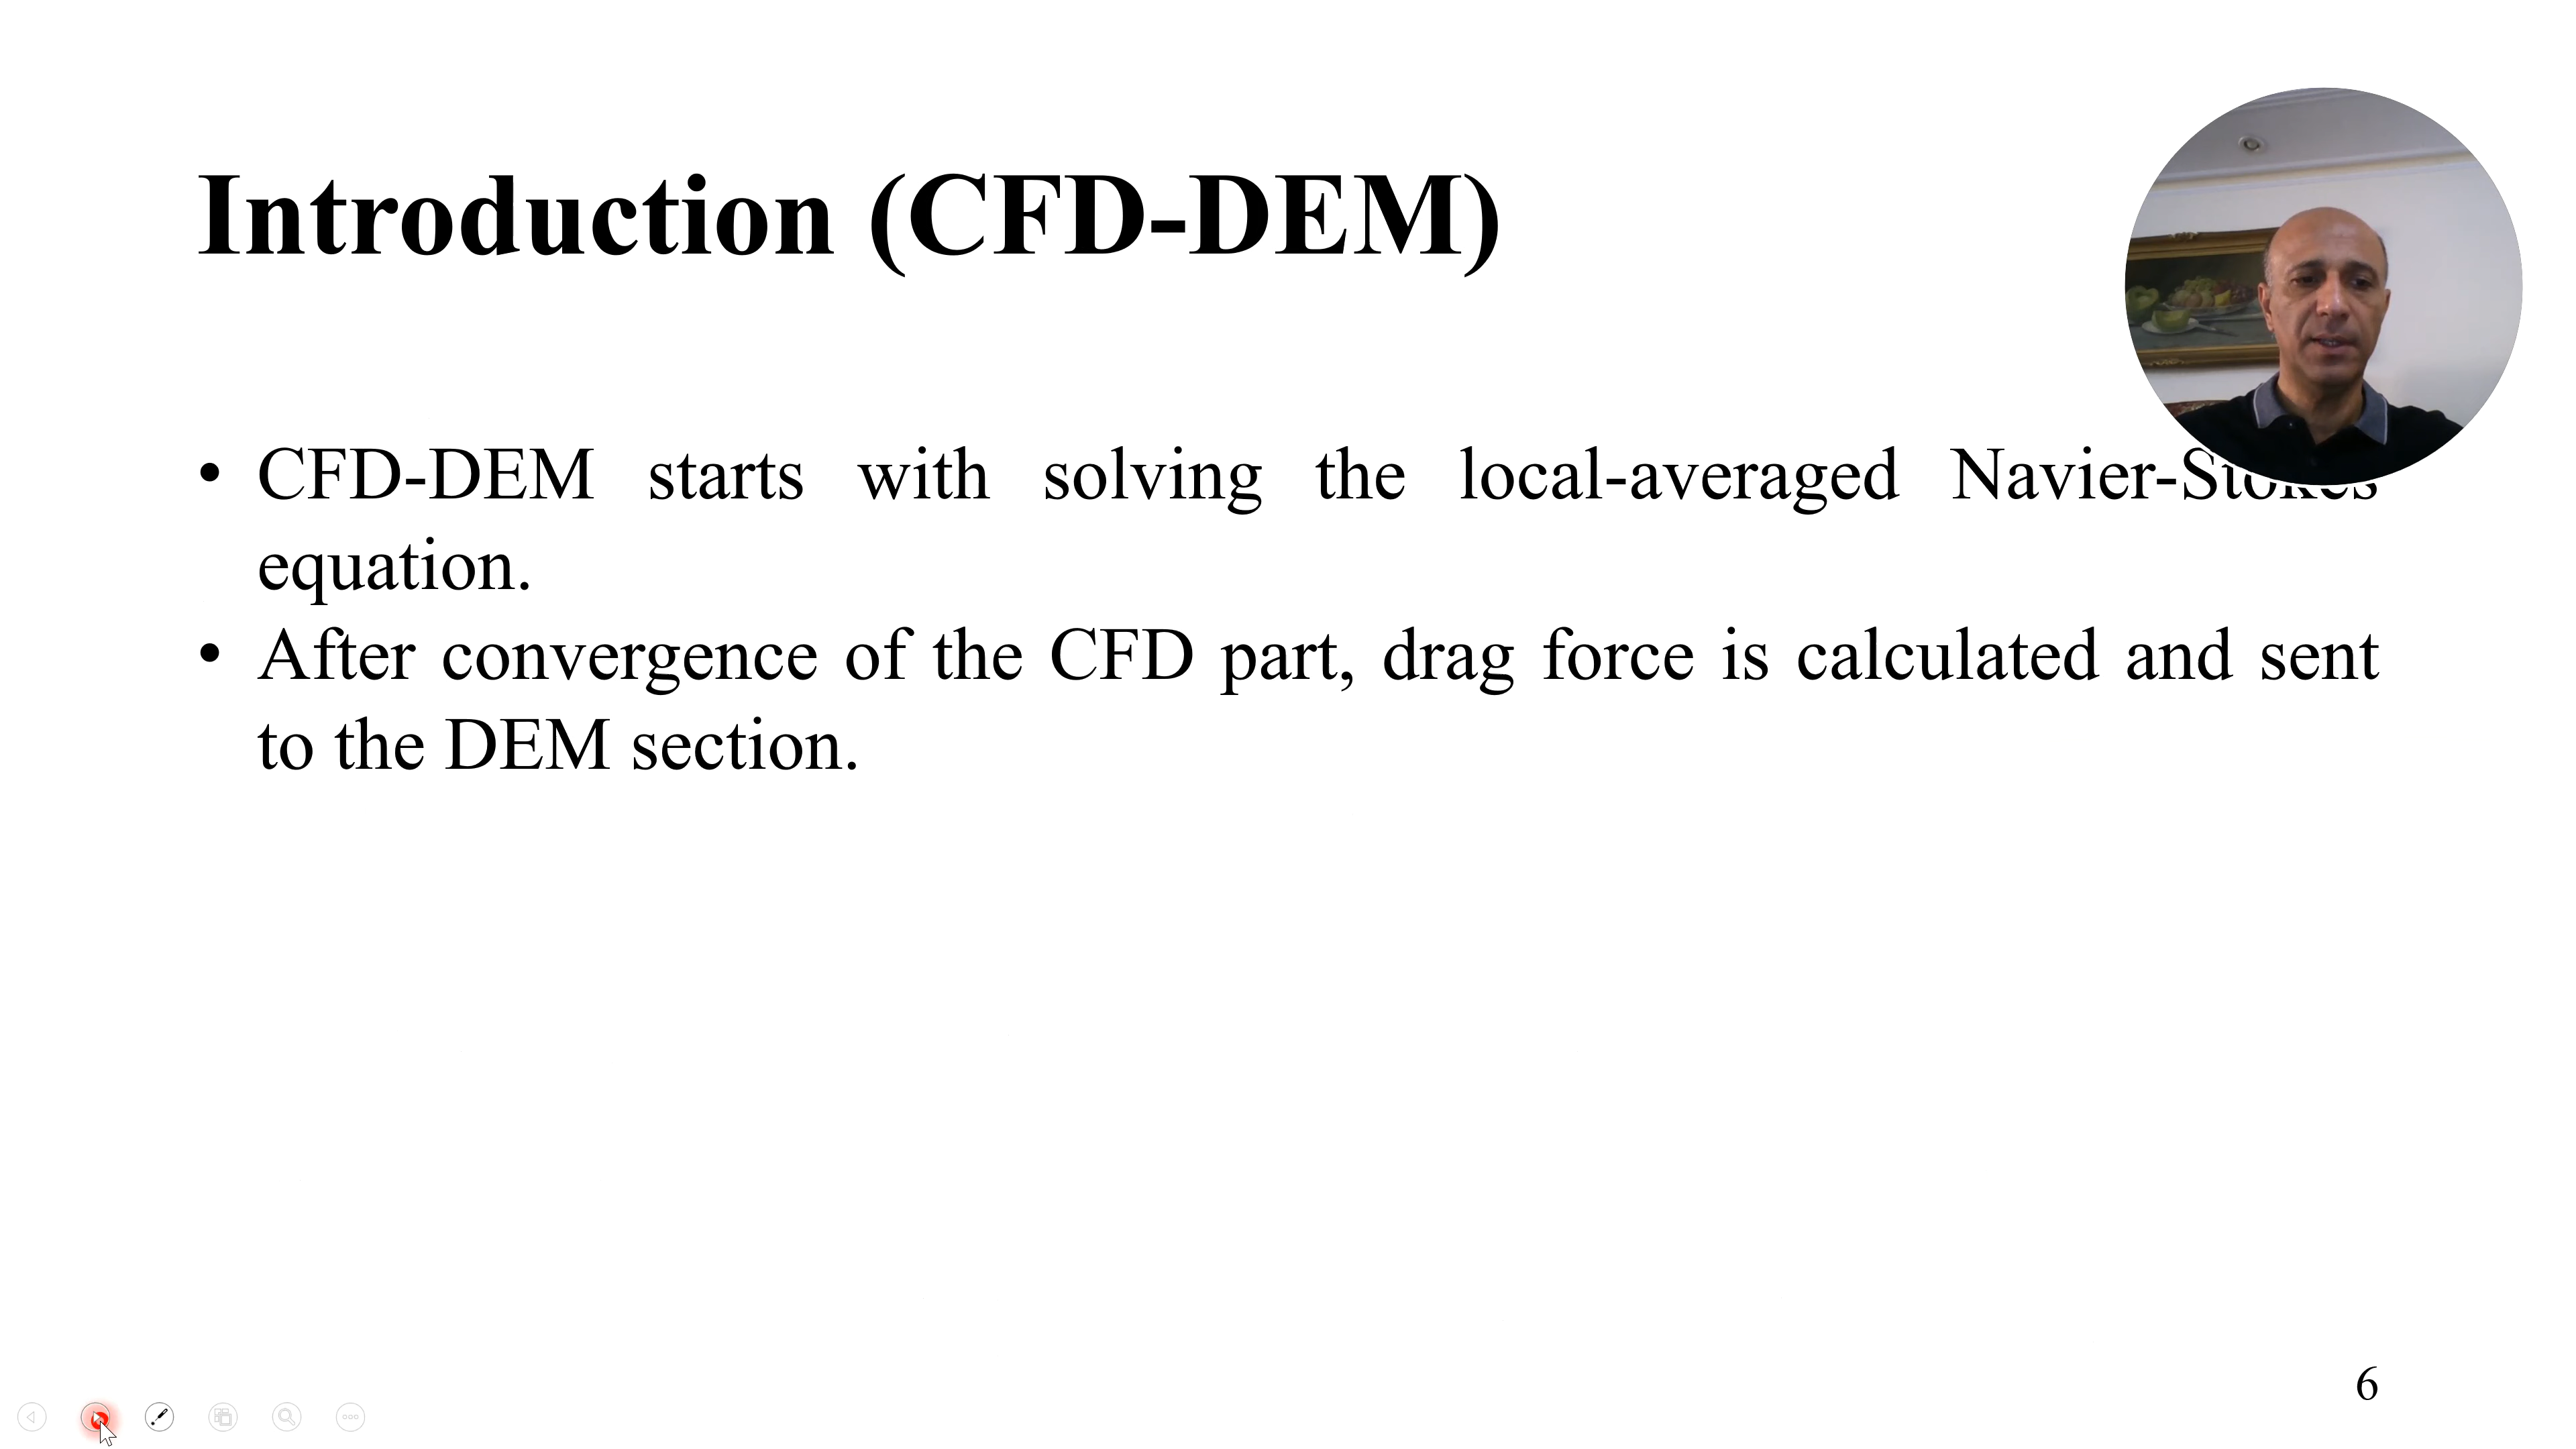 Introduction (CFD-DEM)
• CFD-DEM starts with solving the local-averaged Navier-Stokes
equation.
• After convergence of the CFD part, drag force is calculated and sent
to the DEM section.
6